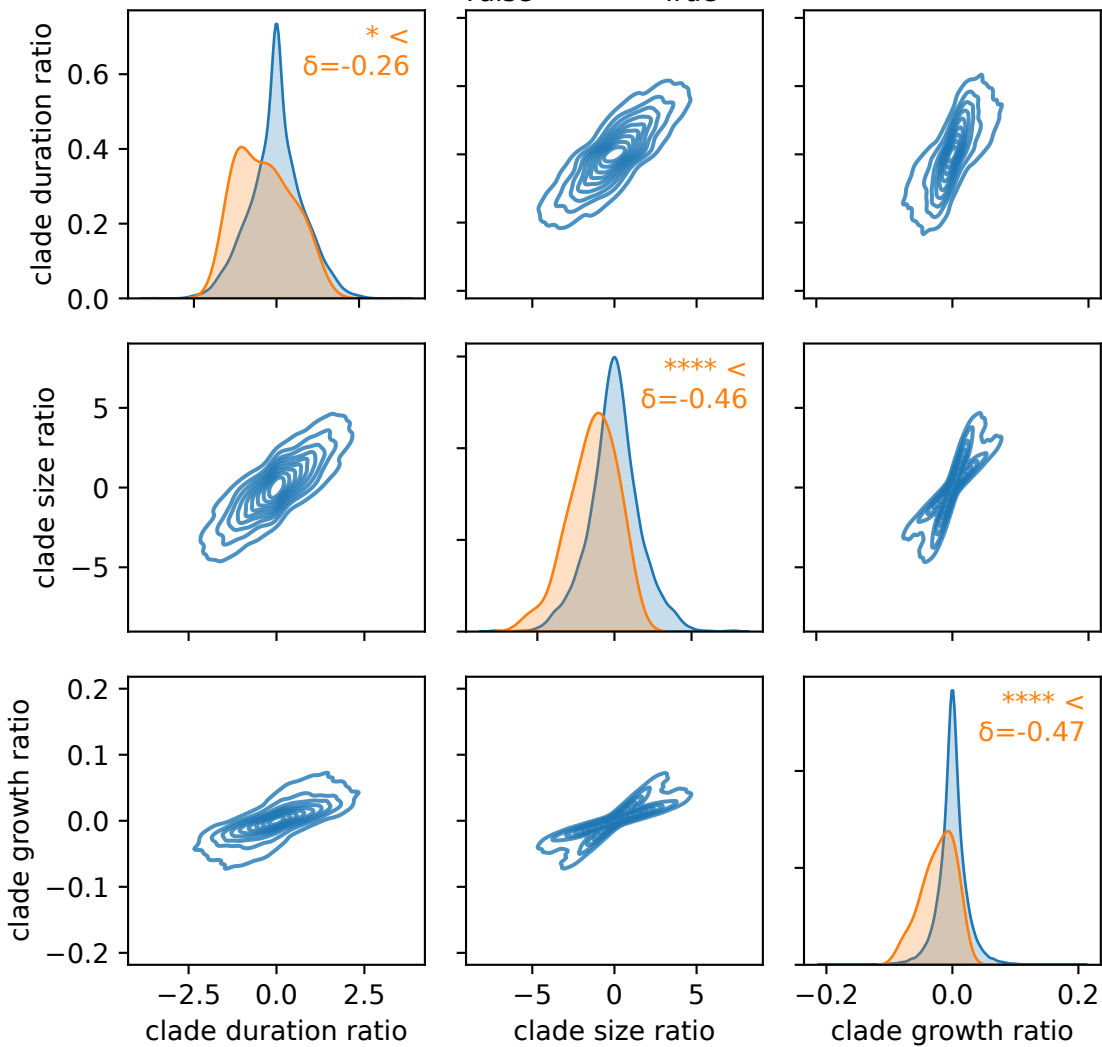 * <
δ=-0.26
clade duration ratio
0.6
0.4
0.2
0.0
**** <
δ=-0.46
clade size ratio
5
0
−5
**** <
δ=-0.47
clade growth ratio
0.2
0.1
0.0
−0.1
−0.2
−2.5 0.0 2.5
−5 0 5
−0.2 0.0 0.2
clade duration ratio
clade size ratio
clade growth ratio